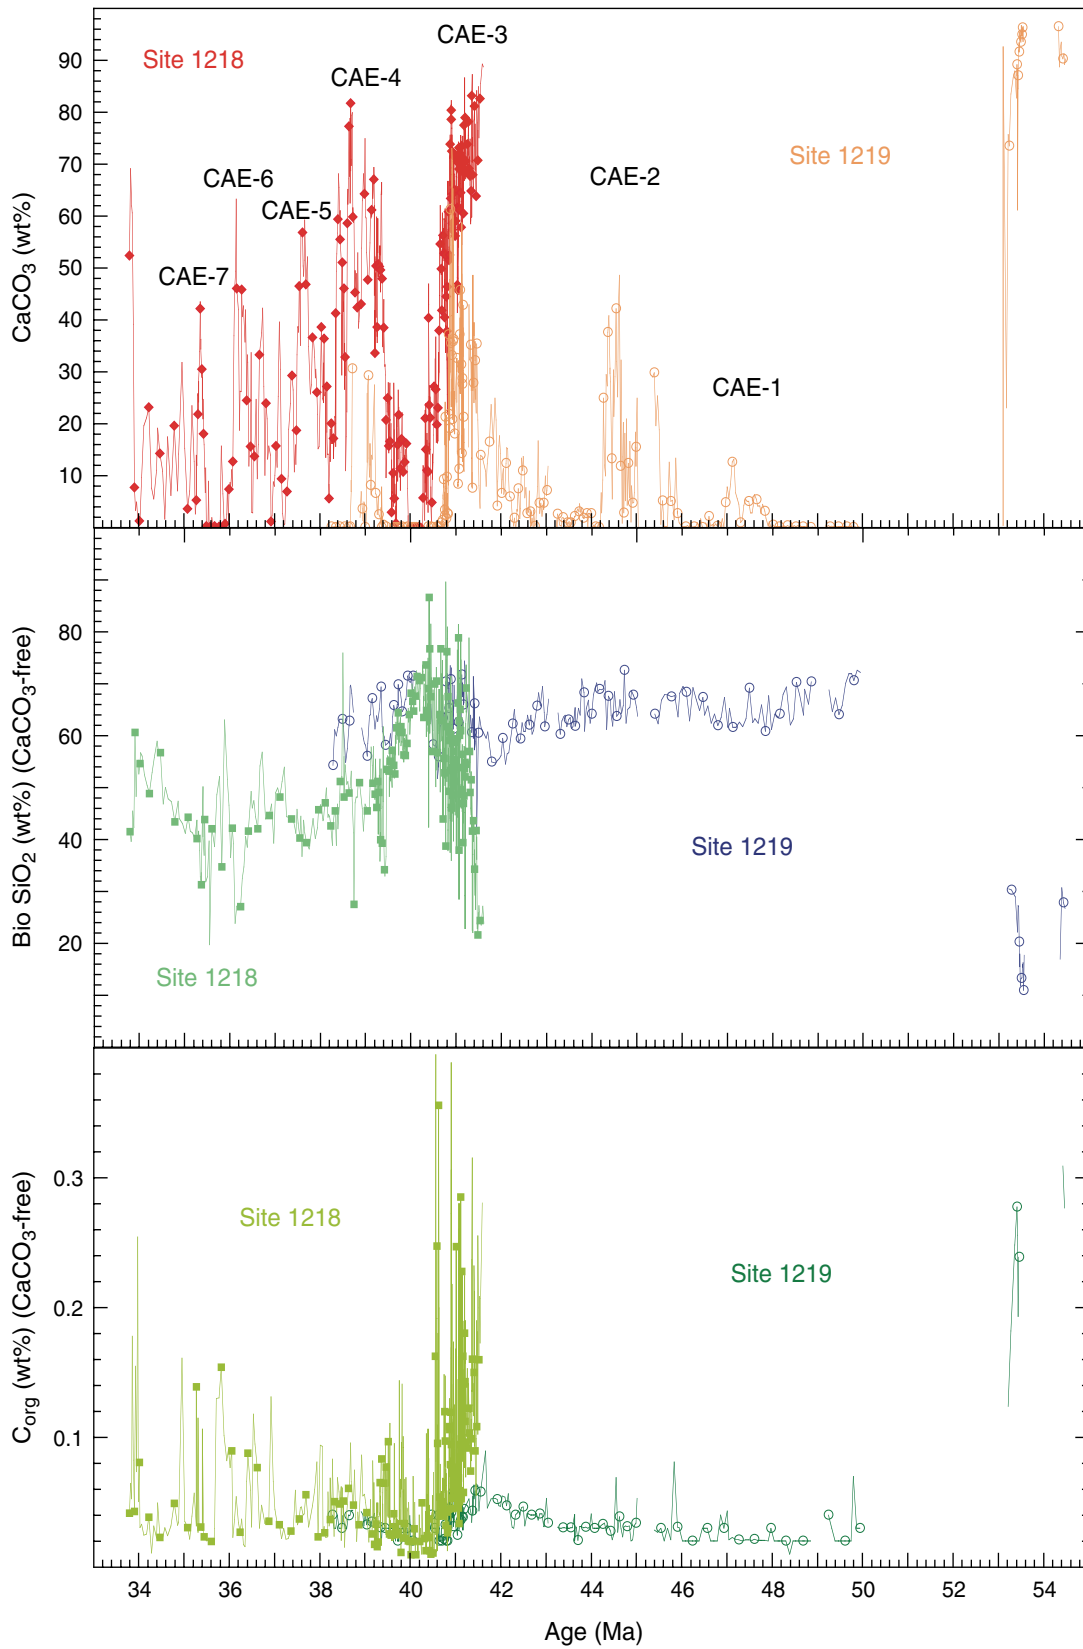 Site 1218
CAE-3
CAE-4
Site 1219
CAE-2
CAE-6
CAE-5
CAE-7
CAE-1
90
80
70
60
50
40
30
20
10
CaCO3 (wt%)
80
60
40
20
Bio SiO2 (wt%) (CaCO3-free)
Site 1219
Site 1218
0.3
0.2
0.1
Corg (wt%) (CaCO3-free)
Site 1218
Site 1219
34 36 38 40 42 44 46 48 50 52 54
Age (Ma)